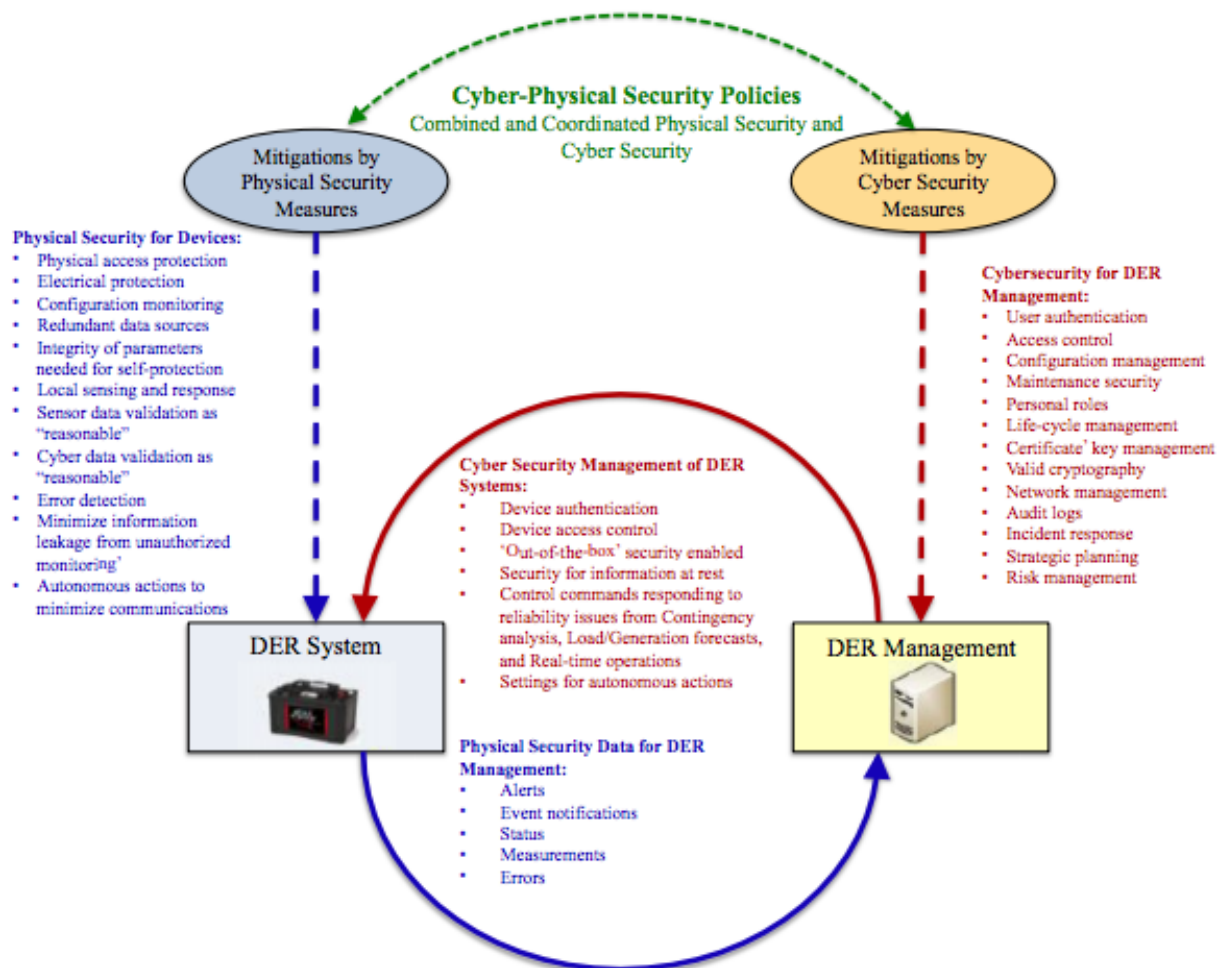 Cyber-Physical Security Policies
Combined and Coordinated Physical Security and
Cyber Security
Mitigations by
Physical Security
Measures
Mitigations by
Cyber Security
Measures
Physical Security for Devices:
• Physical access protection
• Electrical protection
• Configuration monitoring
• Redundant data sources
• Integrity of parameters
needed for self-protection
• Local sensing and response
• Sensor data validation as
“reasonable”
• Cyber data validation as
“reasonable”
• Error detection
• Minimize information
leakage from unauthorized
monitoring’
• Autonomous actions to
minimize communications
Cybersecurity for DER
Management:
• User authentication
• Access control
• Configuration management
• Maintenance security
• Personal roles
• Life-cycle management
• Certificate’ key management
• Valid cryptography
• Network management
• Audit logs
• Incident response
• Strategic planning
• Risk management
Cyber Security Management of DER
Systems:
• Device authentication
• Device access control
• ‘Out-of-the-box’ security enabled
• Security for information at rest
• Control commands responding to
reliability issues from Contingency
analysis, Load/Generation forecasts,
and Real-time operations
• Settings for autonomous actions
DER System
DER Management
Physical Security Data for DER
Management:
• Alerts
• Event notifications
• Status
• Measurements
• Errors